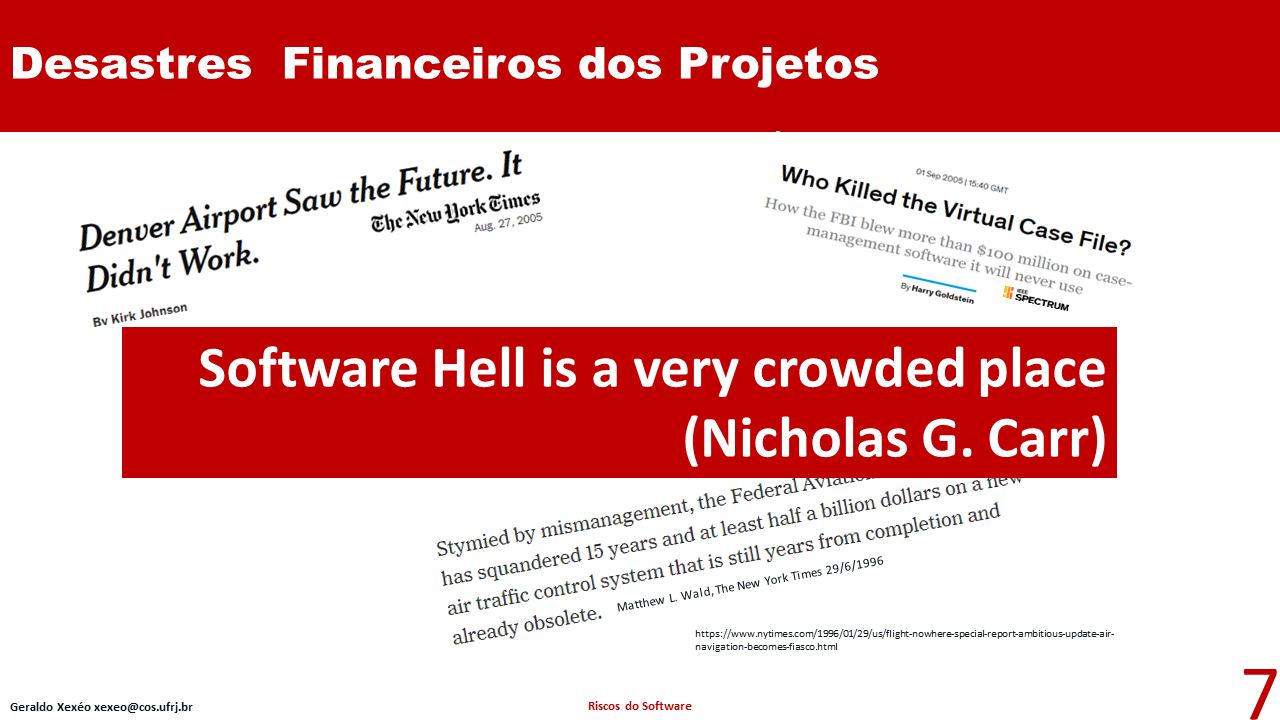 Desastres Financeiros dos Projetos
Denver Airport Saw the Future. It
Didn't Work.
The New York Times
Aug. 27, 2005
By Kirk Johnson
01 Sep 2005 | 15:40 GMT
Who Killed the Virtual Case File?
How the FBI blew more than $100 million on case-
management software it will never use
By Harry Goldstein
IEEE
SPECTRUM
Software Hell is a very crowded place
(Nicholas G. Carr)
Stymied by mismanagement, the Federal Aviation
has squandered 15 years and at least half a billion dollars on a new
air traffic control system that is still years from completion and
already obsolete.
Matthew L. Wald, The New York Times 29/6/1996
https://www.nytimes.com/1996/01/29/us/flight-nowhere-special-report-ambitious-update-air-
navigation-becomes-fiasco.html
Geraldo Xexéo xexeo@cos.ufrj.br
Riscos do Software
7